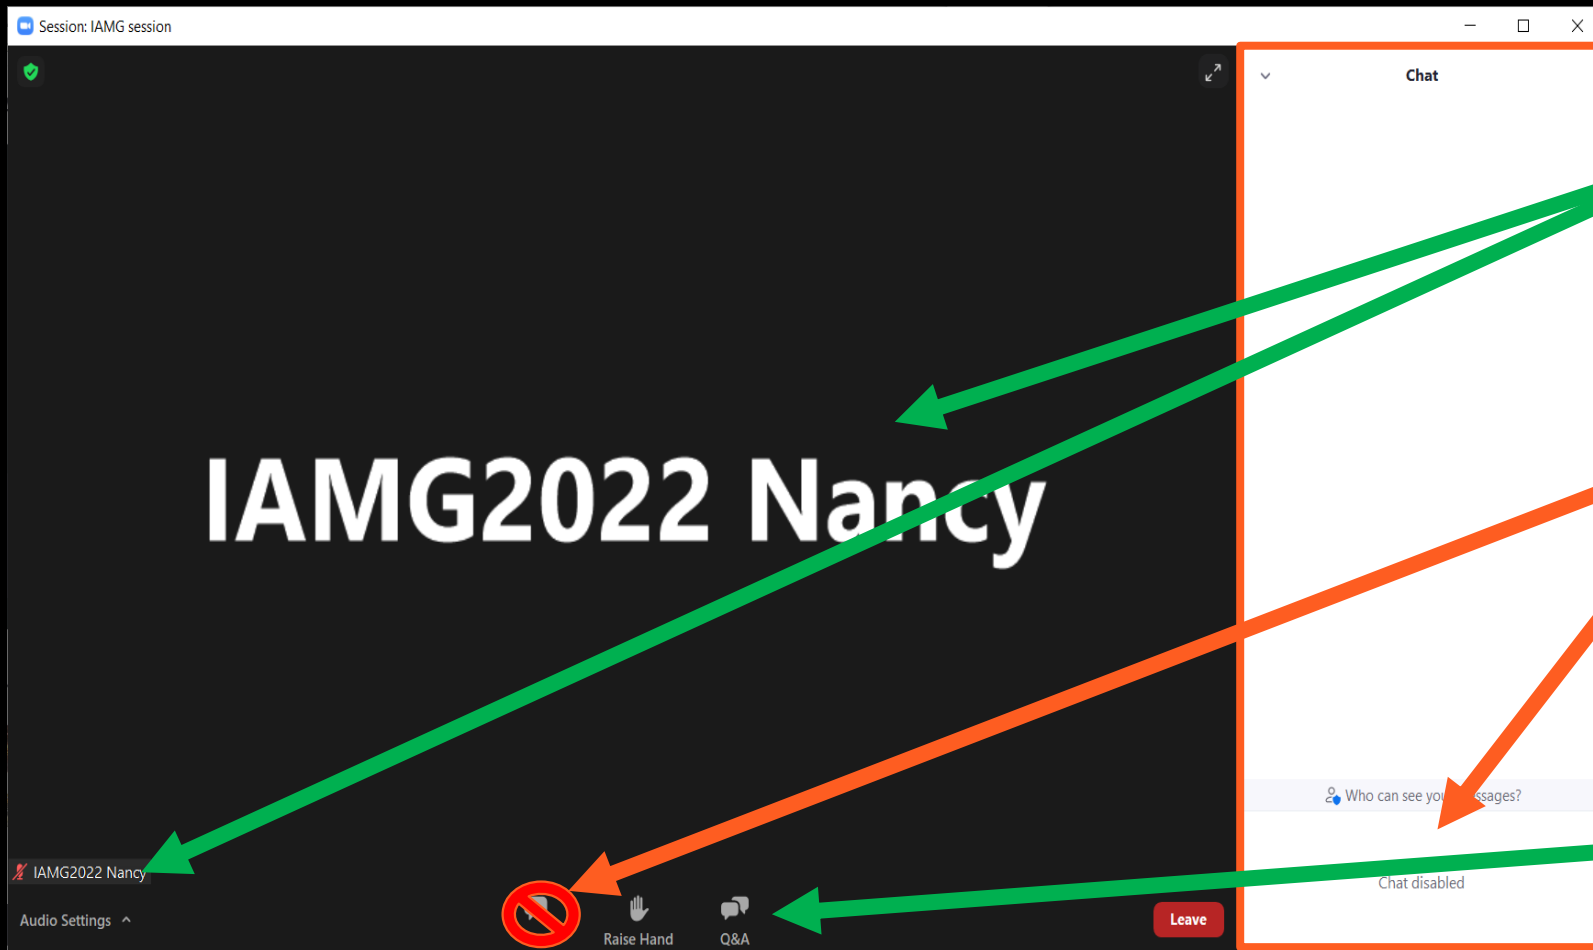 Session: IAMG session
Chat
IAMG2022 Nancy
Who can see you ssages?
IAMG2022 Nancy
Chat disabled
Audio Settings
Raise Hand
Q&A
Leave